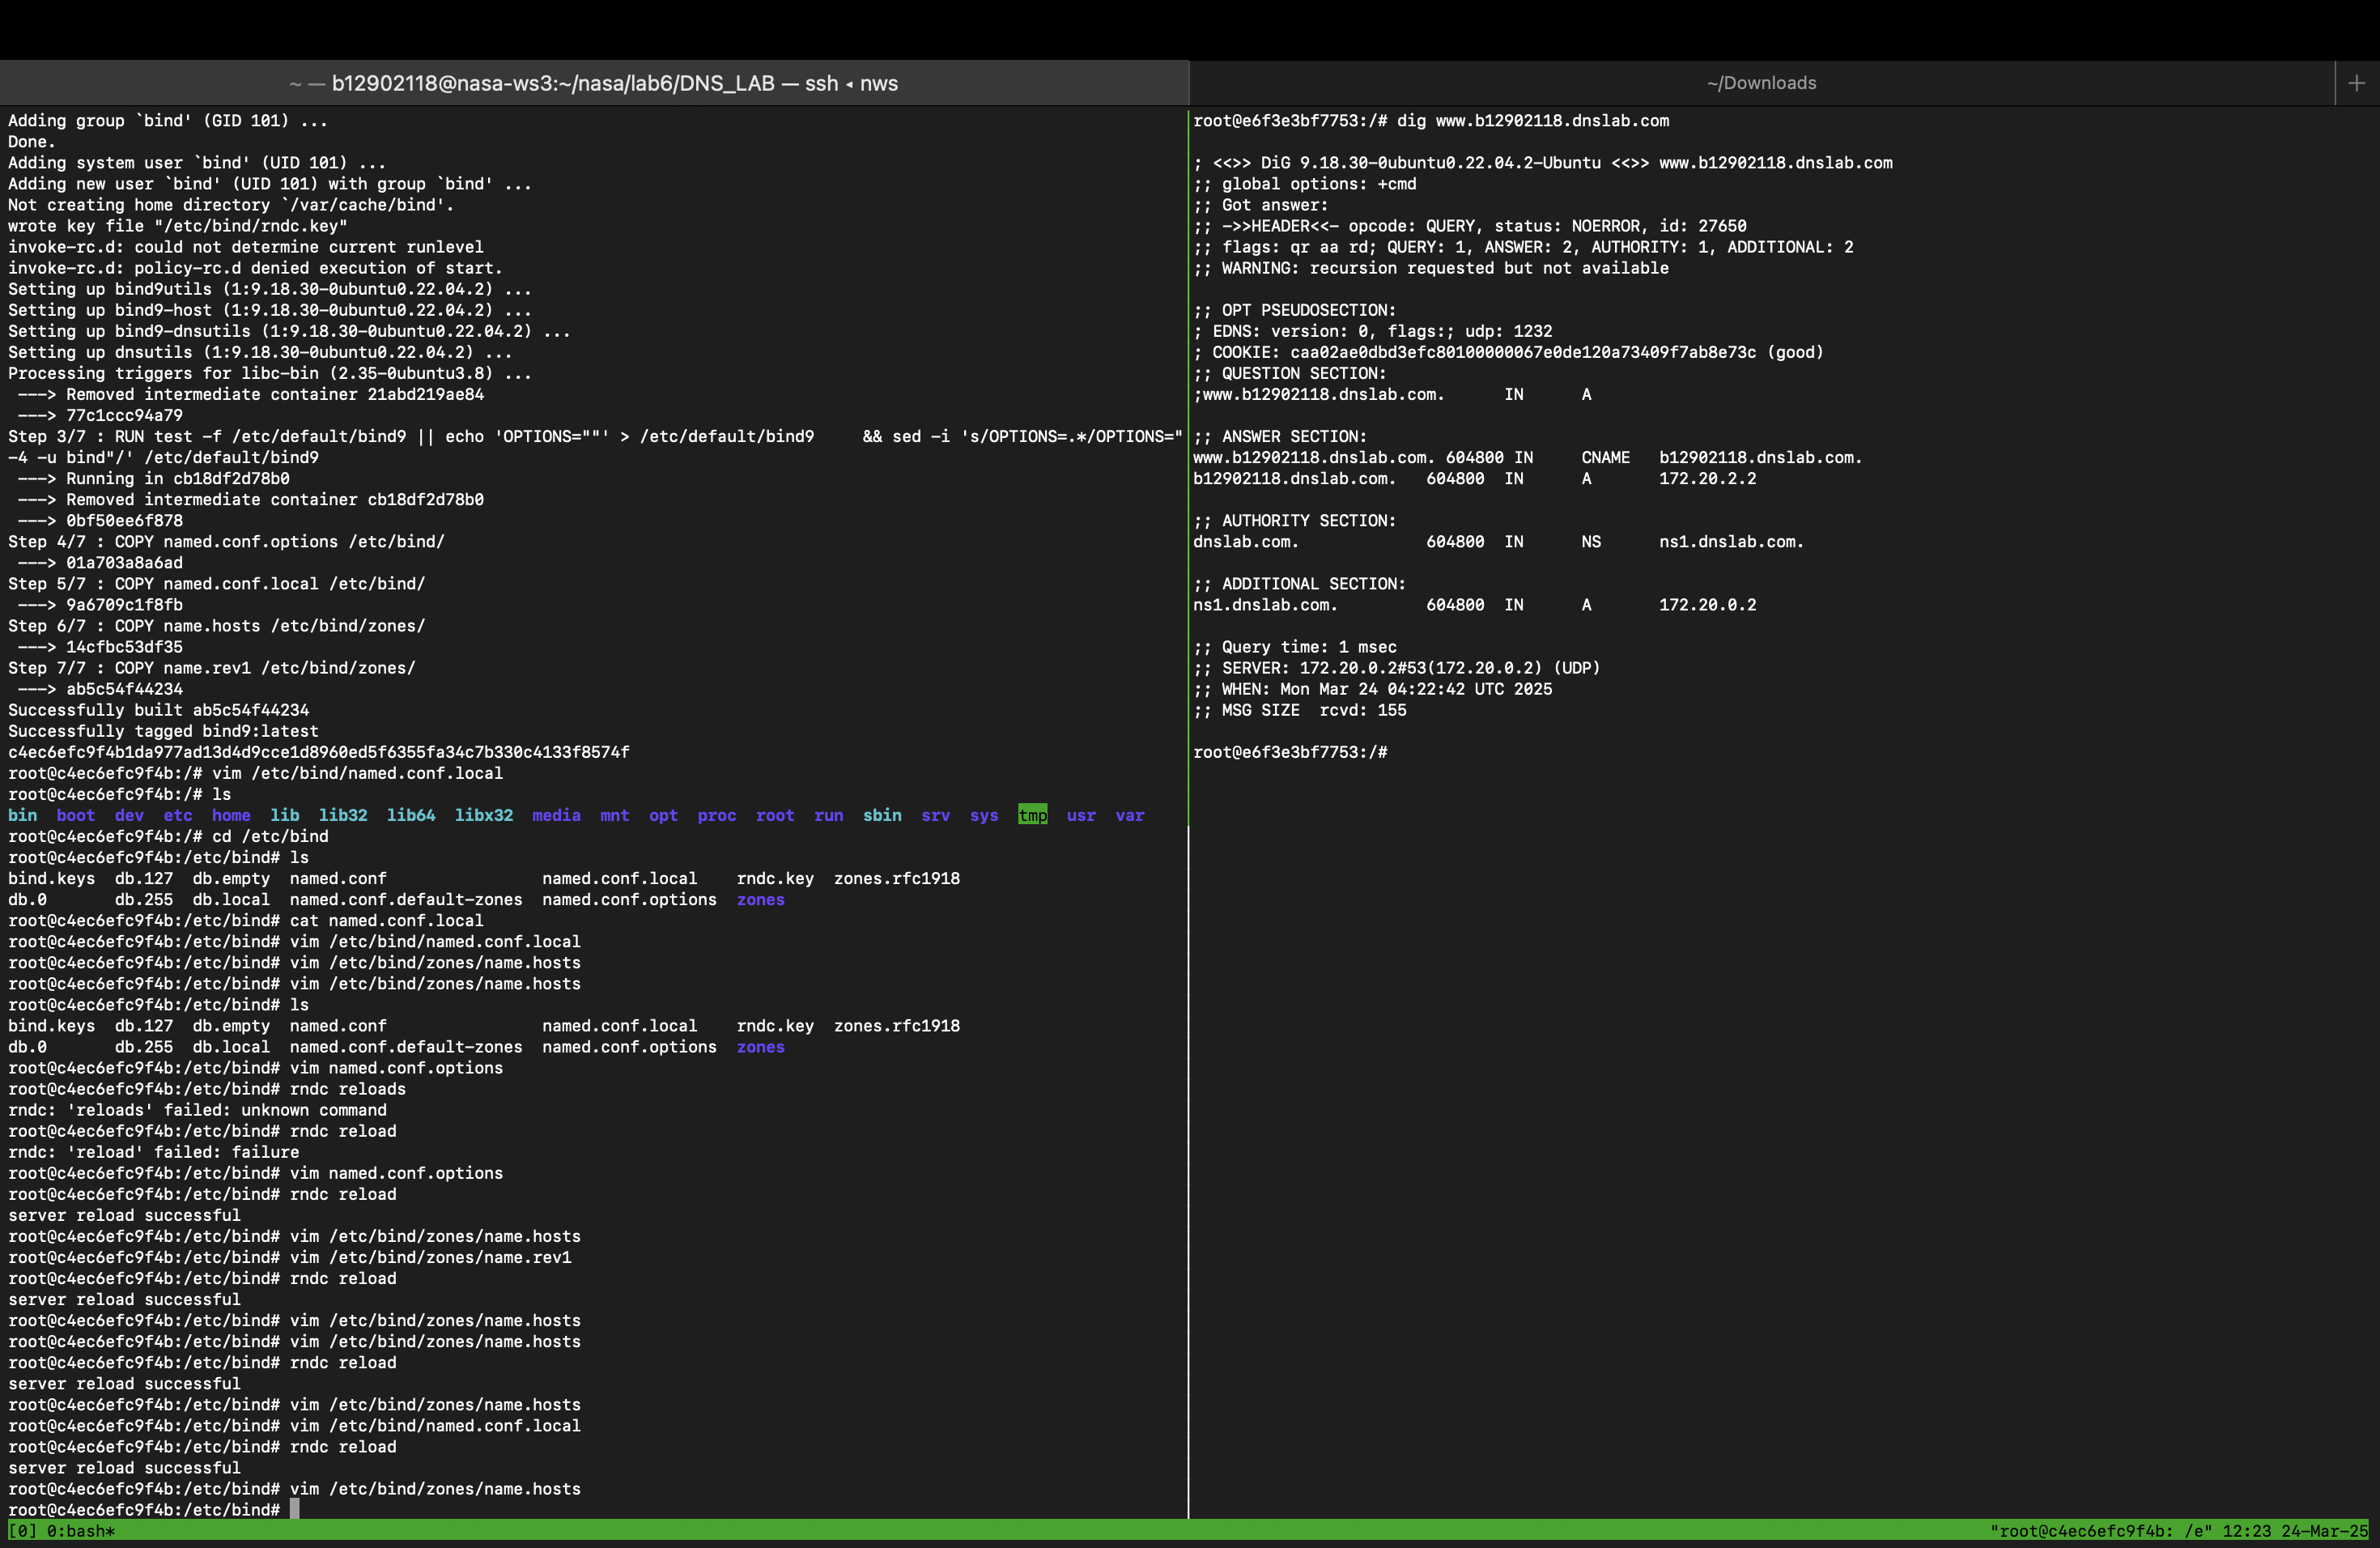 ~ — b12902118@nasa-ws3:~/nasa/lab6/DNS_LAB — ssh ◂ nws
~/Downloads
+
Adding group `bind' (GID 101) ...
Done.
Adding system user `bind' (UID 101) ...
Adding new user `bind' (UID 101) with group `bind' ...
Not creating home directory `/var/cache/bind'.
wrote key file "/etc/bind/rndc.key"
invoke-rc.d: could not determine current runlevel
invoke-rc.d: policy-rc.d denied execution of start.
Setting up bind9utils (1:9.18.30-0ubuntu0.22.04.2) ...
Setting up bind9-host (1:9.18.30-0ubuntu0.22.04.2) ...
Setting up bind9-dnsutils (1:9.18.30-0ubuntu0.22.04.2) ...
Setting up dnsutils (1:9.18.30-0ubuntu0.22.04.2) ...
Processing triggers for libc-bin (2.35-0ubuntu3.8) ...
 ---> Removed intermediate container 21abd219ae84
 ---> 77c1ccc94a79
Step 3/7 : RUN test -f /etc/default/bind9 || echo 'OPTIONS=""' > /etc/default/bind9     && sed -i 's/OPTIONS=.*/OPTIONS="
-4 -u bind"/' /etc/default/bind9
 ---> Running in cb18df2d78b0
 ---> Removed intermediate container cb18df2d78b0
 ---> 0bf50ee6f878
Step 4/7 : COPY named.conf.options /etc/bind/
 ---> 01a703a8a6ad
Step 5/7 : COPY named.conf.local /etc/bind/
 ---> 9a6709c1f8fb
Step 6/7 : COPY name.hosts /etc/bind/zones/
 ---> 14cfbc53df35
Step 7/7 : COPY name.rev1 /etc/bind/zones/
 ---> ab5c54f44234
Successfully built ab5c54f44234
Successfully tagged bind9:latest
c4ec6efc9f4b1da977ad13d4d9cce1d8960ed5f6355fa34c7b330c4133f8574f
root@c4ec6efc9f4b:/# vim /etc/bind/named.conf.local
root@c4ec6efc9f4b:/# ls
bin  boot  dev  etc  home  lib  lib32  lib64  libx32  media  mnt  opt  proc  root  run  sbin  srv  sys  tmp  usr  var
root@c4ec6efc9f4b:/# cd /etc/bind
root@c4ec6efc9f4b:/etc/bind# ls
bind.keys  db.127  db.empty  named.conf                named.conf.local    rndc.key  zones.rfc1918
db.0       db.255  db.local  named.conf.default-zones  named.conf.options  zones
root@c4ec6efc9f4b:/etc/bind# cat named.conf.local
root@c4ec6efc9f4b:/etc/bind# vim /etc/bind/named.conf.local
root@c4ec6efc9f4b:/etc/bind# vim /etc/bind/zones/name.hosts
root@c4ec6efc9f4b:/etc/bind# vim /etc/bind/zones/name.hosts
root@c4ec6efc9f4b:/etc/bind# ls
bind.keys  db.127  db.empty  named.conf                named.conf.local    rndc.key  zones.rfc1918
db.0       db.255  db.local  named.conf.default-zones  named.conf.options  zones
root@c4ec6efc9f4b:/etc/bind# vim named.conf.options
root@c4ec6efc9f4b:/etc/bind# rndc reloads
rndc: 'reloads' failed: unknown command
root@c4ec6efc9f4b:/etc/bind# rndc reload
rndc: 'reload' failed: failure
root@c4ec6efc9f4b:/etc/bind# vim named.conf.options
root@c4ec6efc9f4b:/etc/bind# rndc reload
server reload successful
root@c4ec6efc9f4b:/etc/bind# vim /etc/bind/zones/name.hosts
root@c4ec6efc9f4b:/etc/bind# vim /etc/bind/zones/name.rev1
root@c4ec6efc9f4b:/etc/bind# rndc reload
server reload successful
root@c4ec6efc9f4b:/etc/bind# vim /etc/bind/zones/name.hosts
root@c4ec6efc9f4b:/etc/bind# vim /etc/bind/zones/name.hosts
root@c4ec6efc9f4b:/etc/bind# rndc reload
server reload successful
root@c4ec6efc9f4b:/etc/bind# vim /etc/bind/zones/name.hosts
root@c4ec6efc9f4b:/etc/bind# vim /etc/bind/named.conf.local
root@c4ec6efc9f4b:/etc/bind# rndc reload
server reload successful
root@c4ec6efc9f4b:/etc/bind# vim /etc/bind/zones/name.hosts
root@c4ec6efc9f4b:/etc/bind#
root@e6f3e3bf7753:/# dig www.b12902118.dnslab.com
; <<>> DiG 9.18.30-0ubuntu0.22.04.2-Ubuntu <<>> www.b12902118.dnslab.com
;; global options: +cmd
;; Got answer:
;; ->>HEADER<<- opcode: QUERY, status: NOERROR, id: 27650
;; flags: qr aa rd; QUERY: 1, ANSWER: 2, AUTHORITY: 1, ADDITIONAL: 2
;; WARNING: recursion requested but not available
;; OPT PSEUDOSECTION:
; EDNS: version: 0, flags:; udp: 1232
; COOKIE: caa02ae0dbd3efc80100000067e0de120a73409f7ab8e73c (good)
;; QUESTION SECTION:
;www.b12902118.dnslab.com.      IN      A
;; ANSWER SECTION:
www.b12902118.dnslab.com. 604800 IN     CNAME   b12902118.dnslab.com.
b12902118.dnslab.com.   604800  IN      A       172.20.2.2
;; AUTHORITY SECTION:
dnslab.com.             604800  IN      NS      ns1.dnslab.com.
;; ADDITIONAL SECTION:
ns1.dnslab.com.         604800  IN      A       172.20.0.2
;; Query time: 1 msec
;; SERVER: 172.20.0.2#53(172.20.0.2) (UDP)
;; WHEN: Mon Mar 24 04:22:42 UTC 2025
;; MSG SIZE  rcvd: 155
root@e6f3e3bf7753:/#
[0] 0:bash*
"root@c4ec6efc9f4b: /e" 12:23 24-Mar-25